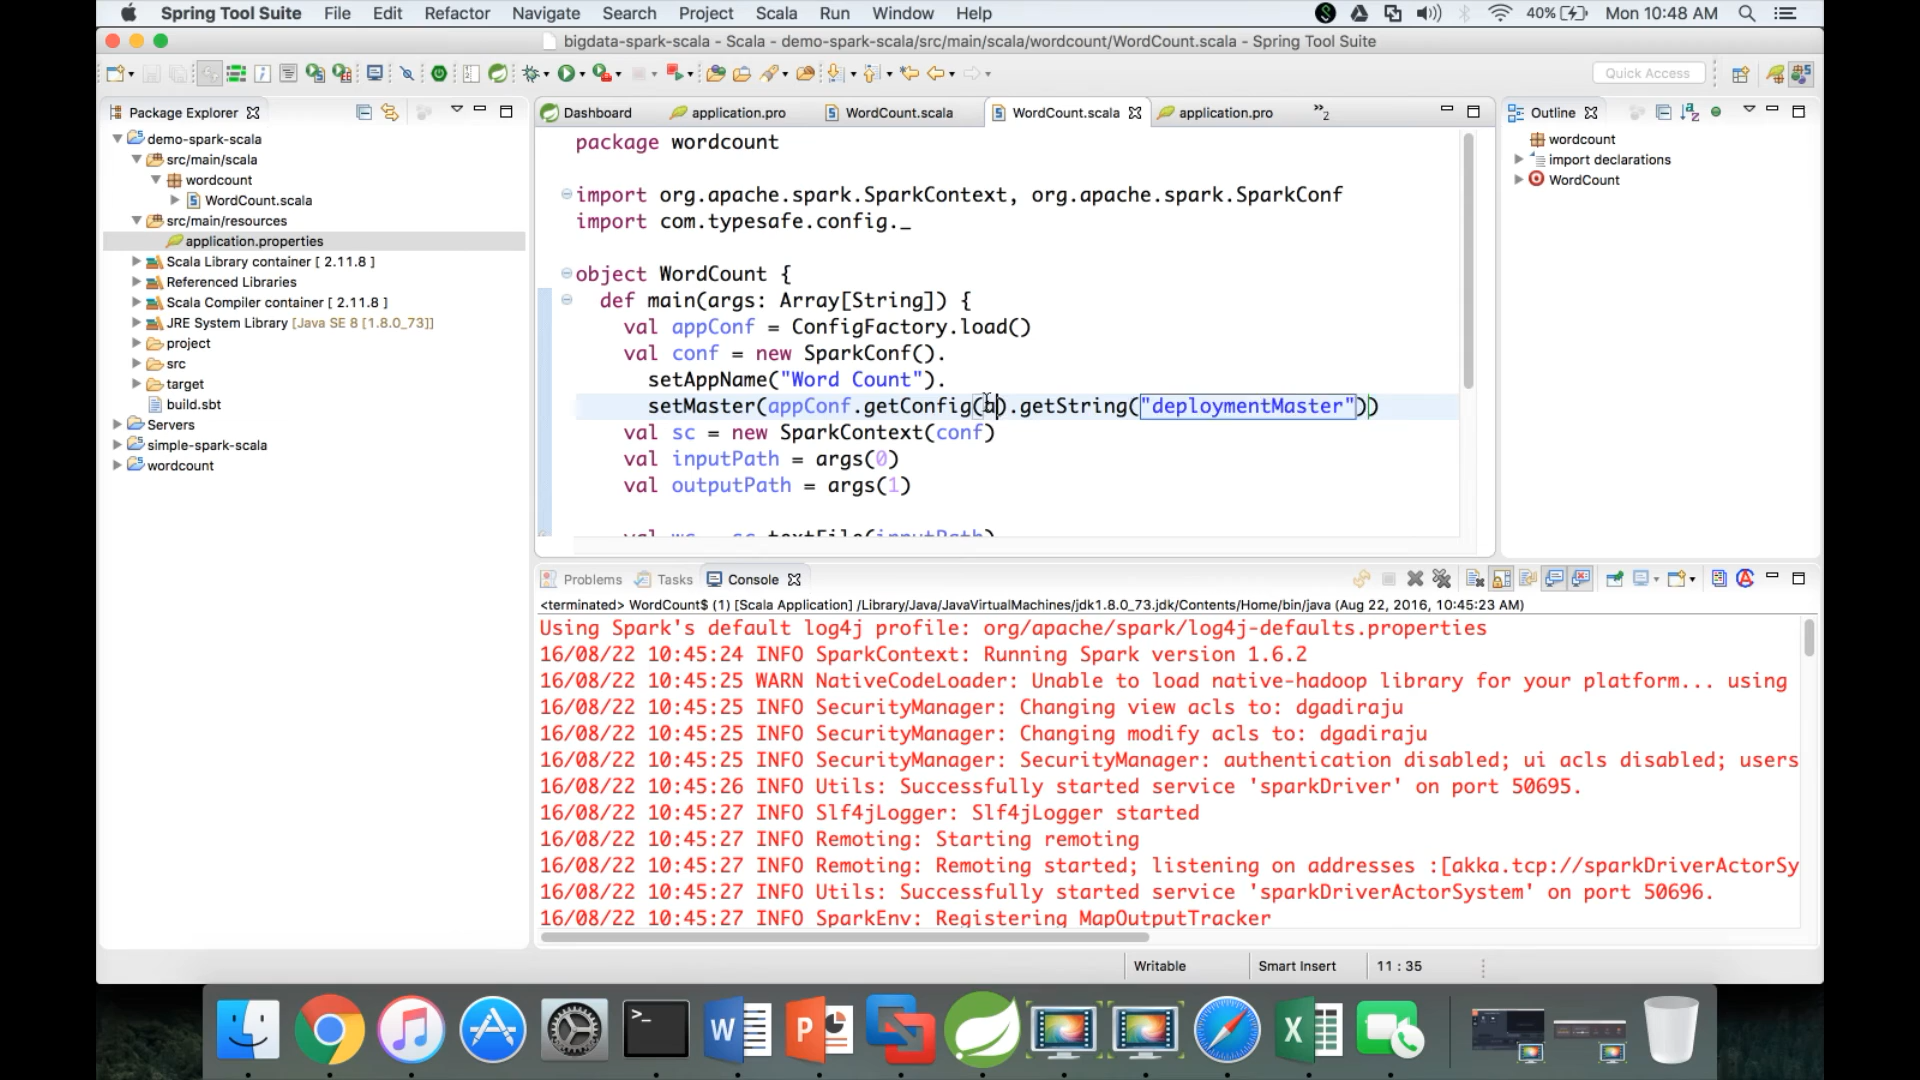 Spring Tool Suite File Edit Refactor Navigate Search Project Scala Run Window Help 40% Mon 10:48 AM
bigdata-spark-scala - Scala - demo-spark-scala/src/main/scala/wordcount/WordCount.scala - Spring Tool Suite
Quick Access
Package Explorer
demo-spark-scala
src/main/scala
wordcount
WordCount.scala
src/main/resources
application.properties
Scala Library container [ 2.11.8 ]
Referenced Libraries
Scala Compiler container [ 2.11.8 ]
JRE System Library [Java SE 8 [1.8.0_73]]
project
src
target
build.sbt
Servers
simple-spark-scala
wordcount
Dashboard application.pro WordCount.scala WordCount.scala application.pro »2
package wordcount
import org.apache.spark.SparkContext, org.apache.spark.SparkConf
import com.typesafe.config._
object WordCount {
def main(args: Array[String]) {
val appConf = ConfigFactory.load()
val conf = new SparkConf().
setAppName("Word Count").
setMaster(appConf.getConfig(a).getString("deploymentMaster"))
val sc = new SparkContext(conf)
val inputPath = args(0)
val outputPath = args(1)
val wc = sc.textFile(inputPath)
Outline
wordcount
import declarations
WordCount
Problems Tasks Console
<terminated> WordCount$ (1) [Scala Application] /Library/Java/JavaVirtualMachines/jdk1.8.0_73.jdk/Contents/Home/bin/java (Aug 22, 2016, 10:45:23 AM)
Using Spark's default log4j profile: org/apache/spark/log4j-defaults.properties
16/08/22 10:45:24 INFO SparkContext: Running Spark version 1.6.2
16/08/22 10:45:25 WARN NativeCodeLoader: Unable to load native-hadoop library for your platform... using
16/08/22 10:45:25 INFO SecurityManager: Changing view acls to: dgadiraju
16/08/22 10:45:25 INFO SecurityManager: Changing modify acls to: dgadiraju
16/08/22 10:45:25 INFO SecurityManager: SecurityManager: authentication disabled; ui acls disabled; users
16/08/22 10:45:26 INFO Utils: Successfully started service 'sparkDriver' on port 50695.
16/08/22 10:45:27 INFO Slf4jLogger: Slf4jLogger started
16/08/22 10:45:27 INFO Remoting: Starting remoting
16/08/22 10:45:27 INFO Remoting: Remoting started; listening on addresses :[akka.tcp://sparkDriverActorSy
16/08/22 10:45:27 INFO Utils: Successfully started service 'sparkDriverActorSystem' on port 50696.
16/08/22 10:45:27 INFO SparkEnv: Registering MapOutputTracker
Writable Smart Insert 11 : 35